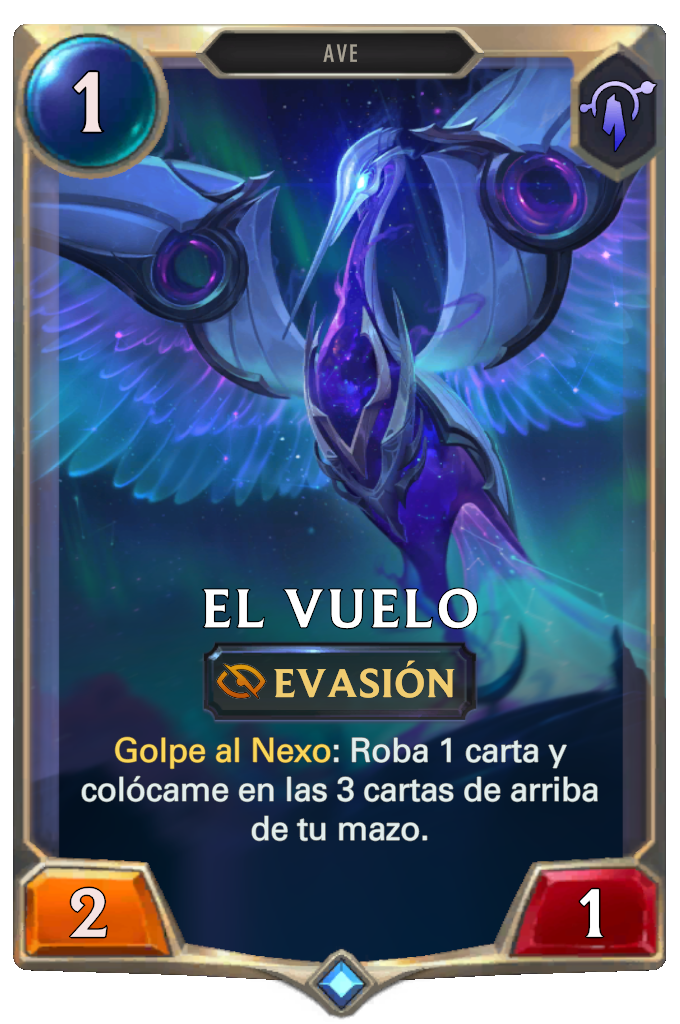 1
AVE
EL VUELO
EVASIÓN
Golpe al Nexo: Roba 1 carta y
colócame en las 3 cartas de arriba
de tu mazo.
2
1